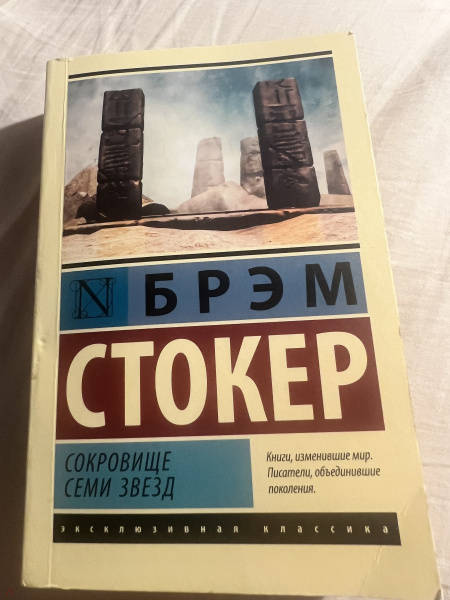 N БРЭМ
СТОКЕР
СОКРОВИЩЕ
СЕМИ ЗВЕЗД
Книги, изменившие мир.
Писатели, объединившие
поколения.
эксклюзивная классика